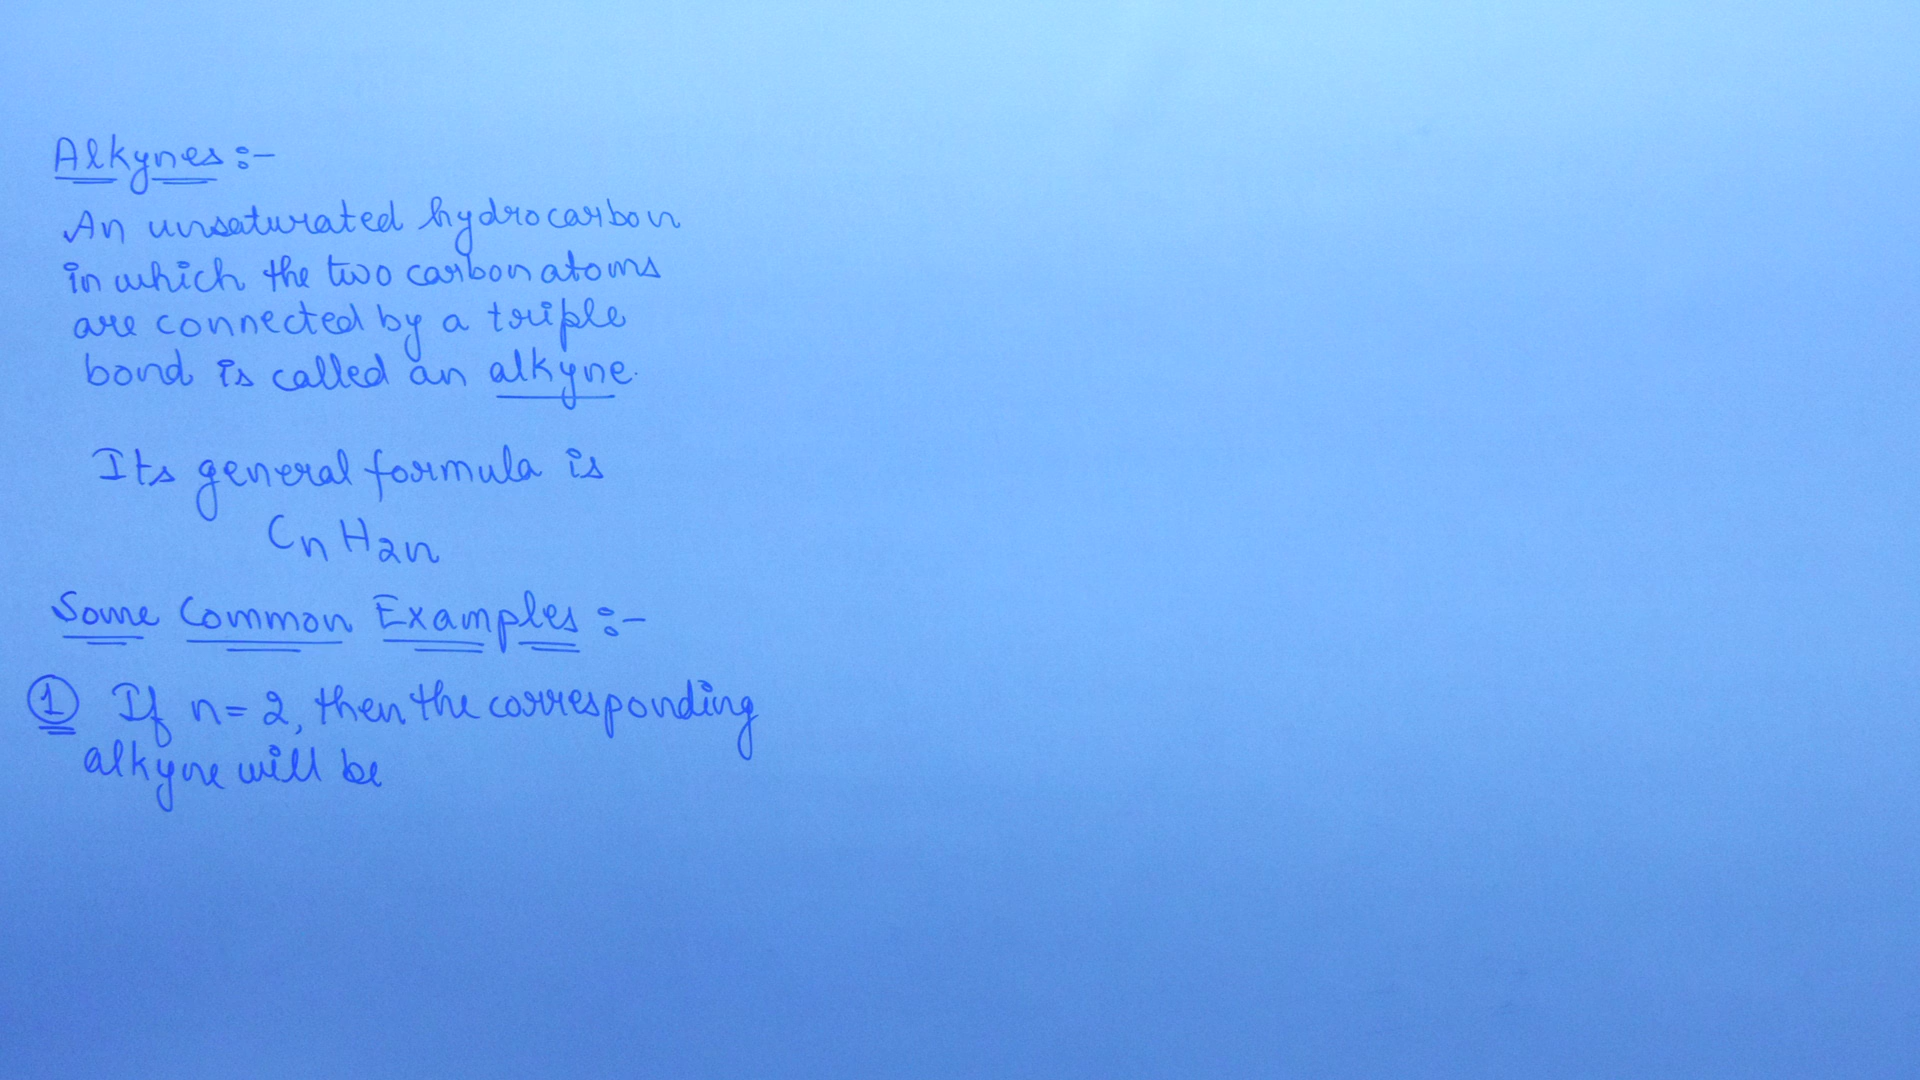 Alkynes :-
An unsaturated hydrocarbon
in which the two carbon atoms
are connected by a triple
bond is called an alkyne.
Its general formula is
CnH2n
Some Common Examples :-
① If n=2, then the corresponding
alkyne will be